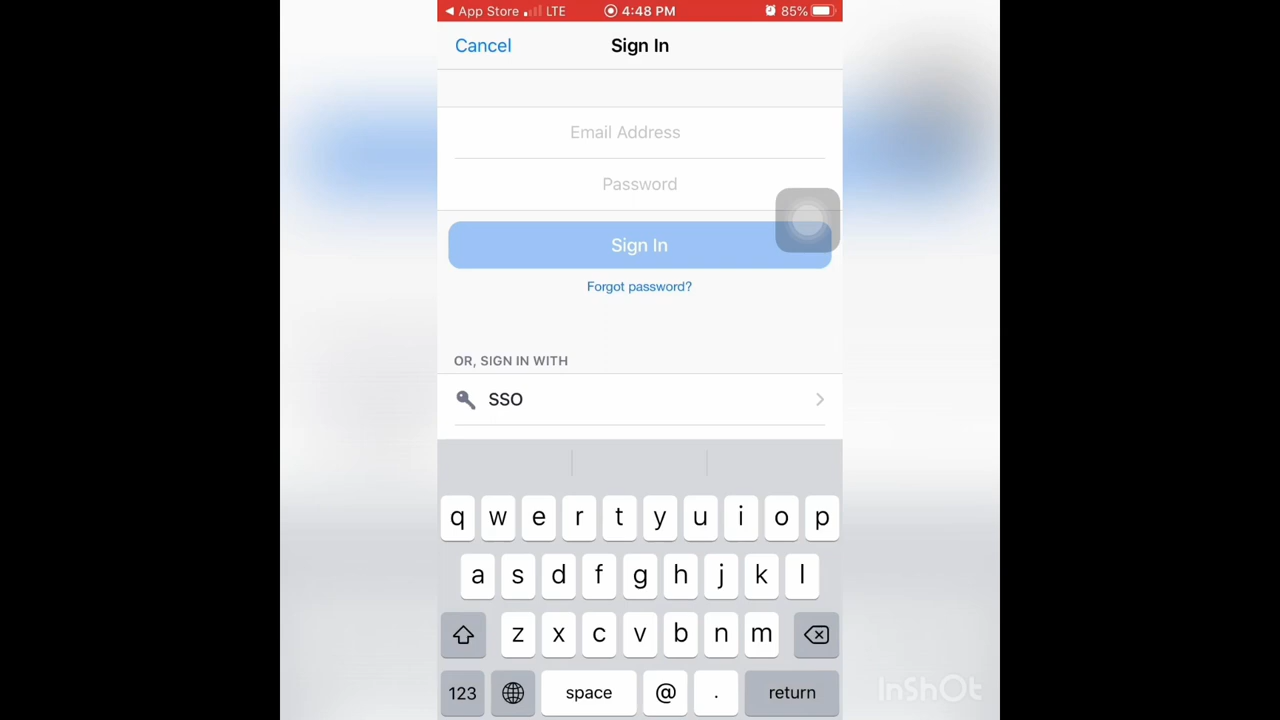 App Store LTE 4:48 PM 85%
Cancel Sign In
Email Address
Password
Sign In
Forgot password?
OR, SIGN IN WITH
SSO
q w e r t y u i o p
a s d f g h j k l
z x c v b n m
123 space @ . return
InShOt